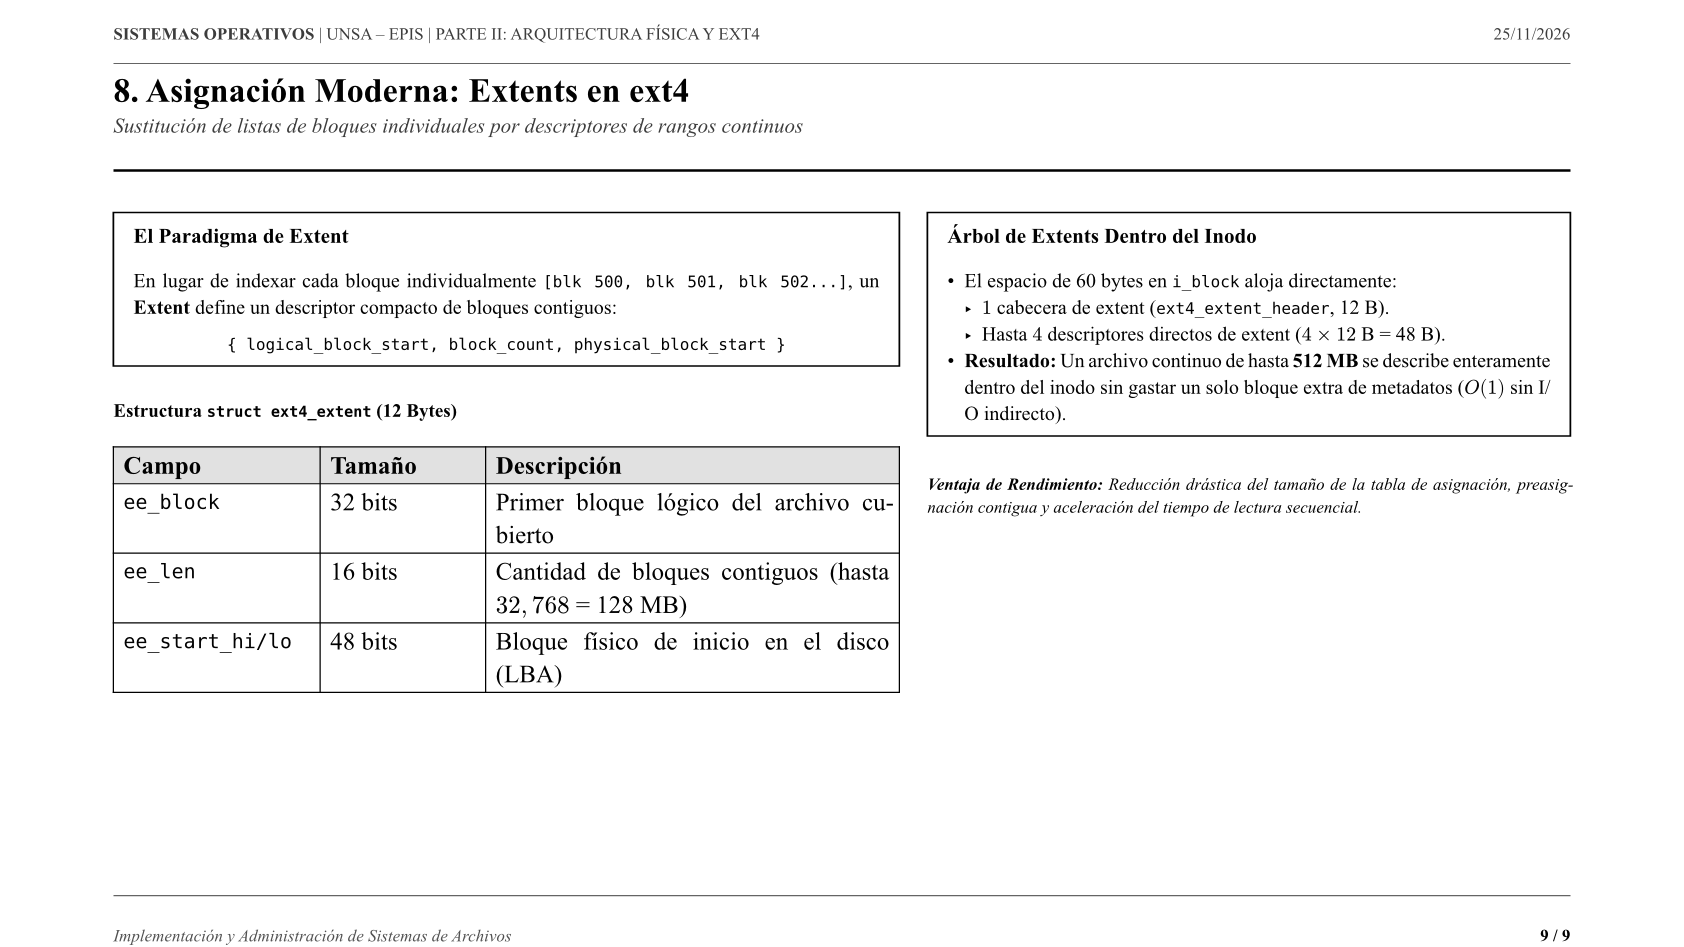 SISTEMAS OPERATIVOS | UNSA – EPIS | PARTE II: ARQUITECTURA FÍSICA Y EXT4
25/11/2026
8. Asignación Moderna: Extents en ext4
Sustitución de listas de bloques individuales por descriptores de rangos continuos
El Paradigma de Extent
En lugar de indexar cada bloque individualmente [blk 500, blk 501, blk 502...], un
Extent define un descriptor compacto de bloques contiguos:
{ logical_block_start, block_count, physical_block_start }
Estructura struct ext4_extent (12 Bytes)
Campo Tamaño Descripción
ee_block 32 bits Primer bloque lógico del archivo cu-
bierto
ee_len 16 bits Cantidad de bloques contiguos (hasta
32, 768 = 128 MB)
ee_start_hi/lo 48 bits Bloque físico de inicio en el disco
(LBA)
Árbol de Extents Dentro del Inodo
• El espacio de 60 bytes en i_block aloja directamente:
‣ 1 cabecera de extent (ext4_extent_header, 12 B).
‣ Hasta 4 descriptores directos de extent (4 × 12 B = 48 B).
• Resultado: Un archivo continuo de hasta 512 MB se describe enteramente
dentro del inodo sin gastar un solo bloque extra de metadatos (O(1) sin I/
O indirecto).
Ventaja de Rendimiento: Reducción drástica del tamaño de la tabla de asignación, preasig-
nación contigua y aceleración del tiempo de lectura secuencial.
Implementación y Administración de Sistemas de Archivos
9 / 9